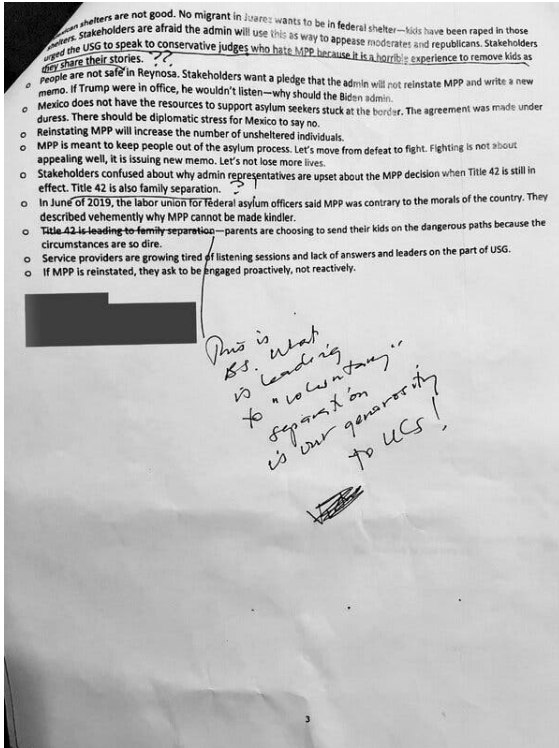 shelters are not good. No migrant in Juarez wants to be in federal shelter—kids have been raped in those
shelters. Stakeholders are afraid the admin will use this as way to appease moderates and republicans. Stakeholders
urged the USG to speak to conservative judges who hate MPP because it is a horrible experience to remove kids as
they share their stories. ??
o People are not safe in Reynosa. Stakeholders want a pledge that the admin will not reinstate MPP and write a new
memo. If Trump were in office, he wouldn't listen—why should the Biden admin.
o Mexico does not have the resources to support asylum seekers stuck at the border. The agreement was made under
duress. There should be diplomatic stress for Mexico to say no.
o Reinstating MPP will increase the number of unsheltered individuals.
o MPP is meant to keep people out of the asylum process. Let's move from defeat to fight. Fighting is not about
appealing well, it is issuing new memo. Let's not lose more lives.
o Stakeholders confused about why admin representatives are upset about the MPP decision when Title 42 is still in
effect. Title 42 is also family separation. ?!
o In June of 2019, the labor union for federal asylum officers said MPP was contrary to the morals of the country. They
described vehemently why MPP cannot be made kindler.
o Title 42 is leading to family separation—parents are choosing to send their kids on the dangerous paths because the
circumstances are so dire.
o Service providers are growing tired of listening sessions and lack of answers and leaders on the part of USG.
o If MPP is reinstated, they ask to be engaged proactively, not reactively.
This is
BS. What
is leading
to "voluntary"
separation
is our generosity
to UCs!
3